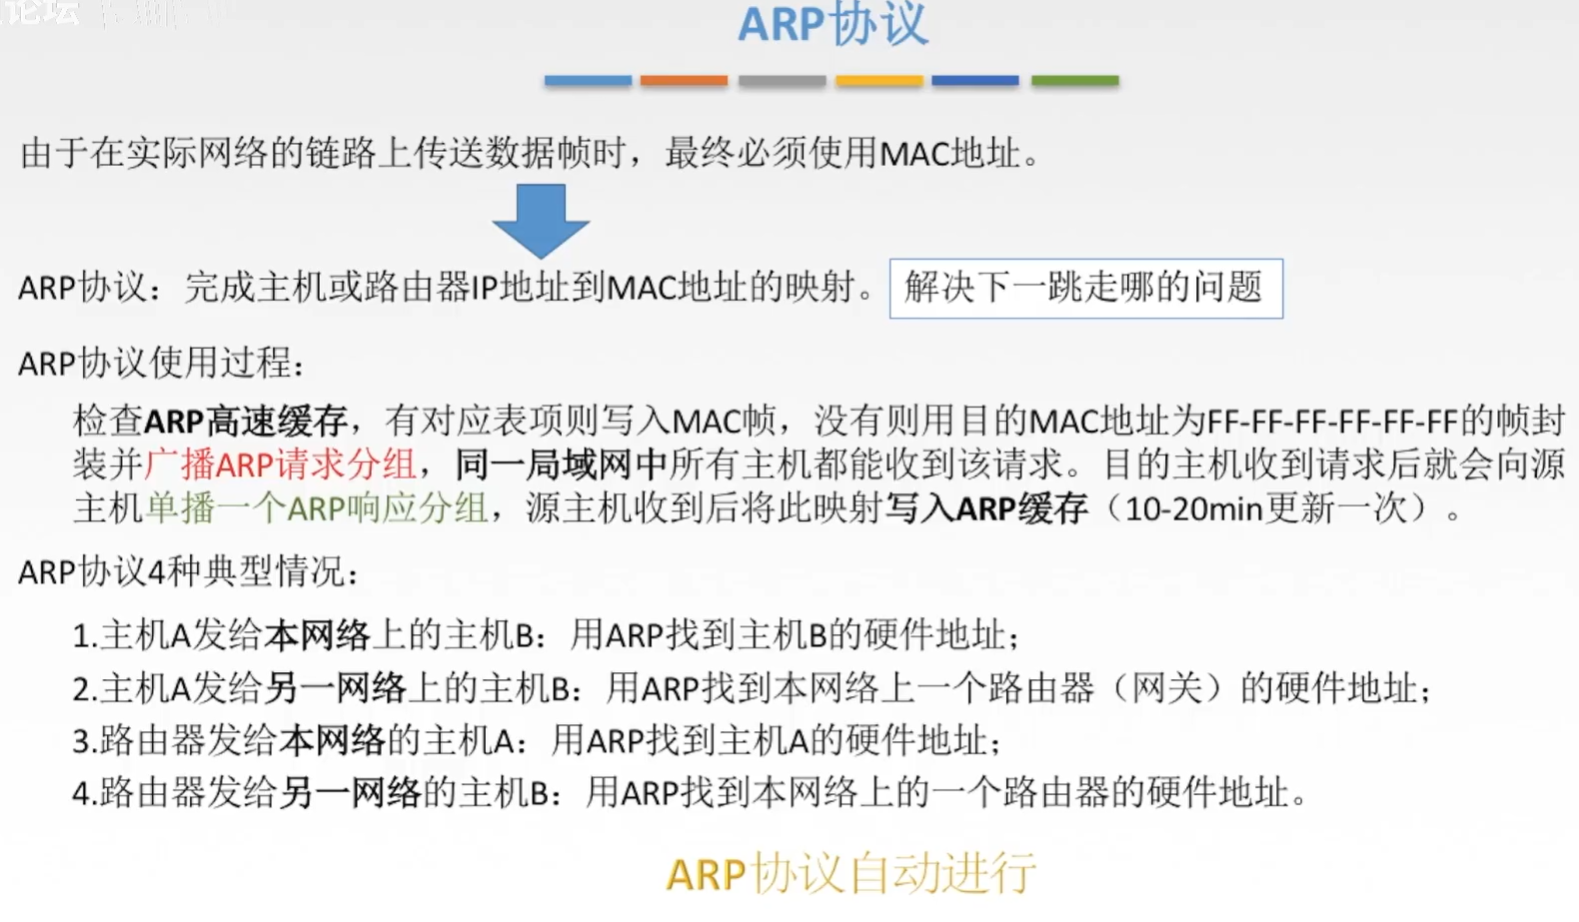 论坛
ARP协议
由于在实际网络的链路上传送数据帧时，最终必须使用MAC地址。
ARP协议：完成主机或路由器IP地址到MAC地址的映射。 解决下一跳走哪的问题
ARP协议使用过程：
检查ARP高速缓存，有对应表项则写入MAC帧，没有则用目的MAC地址为FF-FF-FF-FF-FF-FF的帧封
装并广播ARP请求分组，同一局域网中所有主机都能收到该请求。目的主机收到请求后就会向源
主机单播一个ARP响应分组，源主机收到后将此映射写入ARP缓存（10-20min更新一次）。
ARP协议4种典型情况：
1.主机A发给本网络上的主机B：用ARP找到主机B的硬件地址；
2.主机A发给另一网络上的主机B：用ARP找到本网络上一个路由器（网关）的硬件地址；
3.路由器发给本网络的主机A：用ARP找到主机A的硬件地址；
4.路由器发给另一网络的主机B：用ARP找到本网络上的一个路由器的硬件地址。
ARP协议自动进行